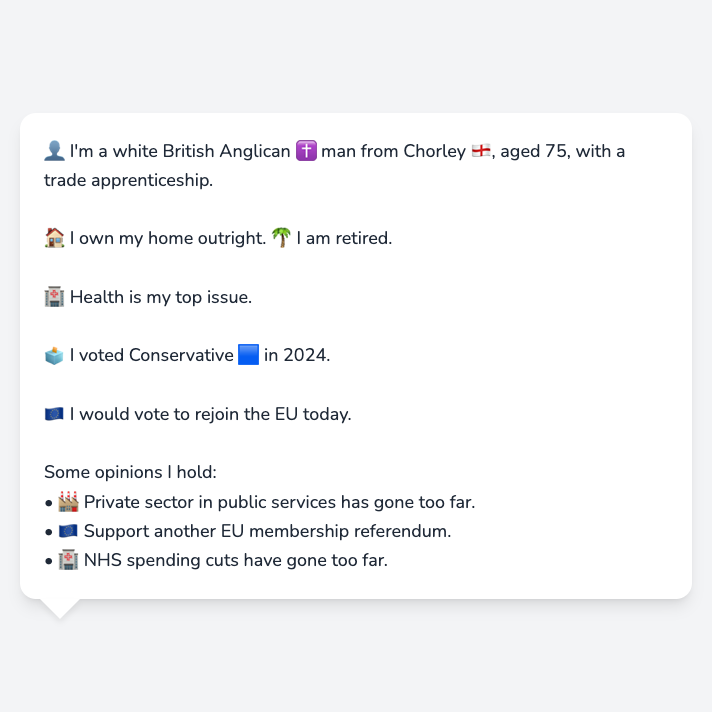 👤 I'm a white British Anglican ✝️ man from Chorley 🏴󠁧󠁢󠁥󠁮󠁧󠁿, aged 75, with a
trade apprenticeship.
🏠 I own my home outright. 🌴 I am retired.
🏥 Health is my top issue.
🗳️ I voted Conservative 🟦 in 2024.
🇪🇺 I would vote to rejoin the EU today.
Some opinions I hold:
• 🏭 Private sector in public services has gone too far.
• 🇪🇺 Support another EU membership referendum.
• 🏥 NHS spending cuts have gone too far.